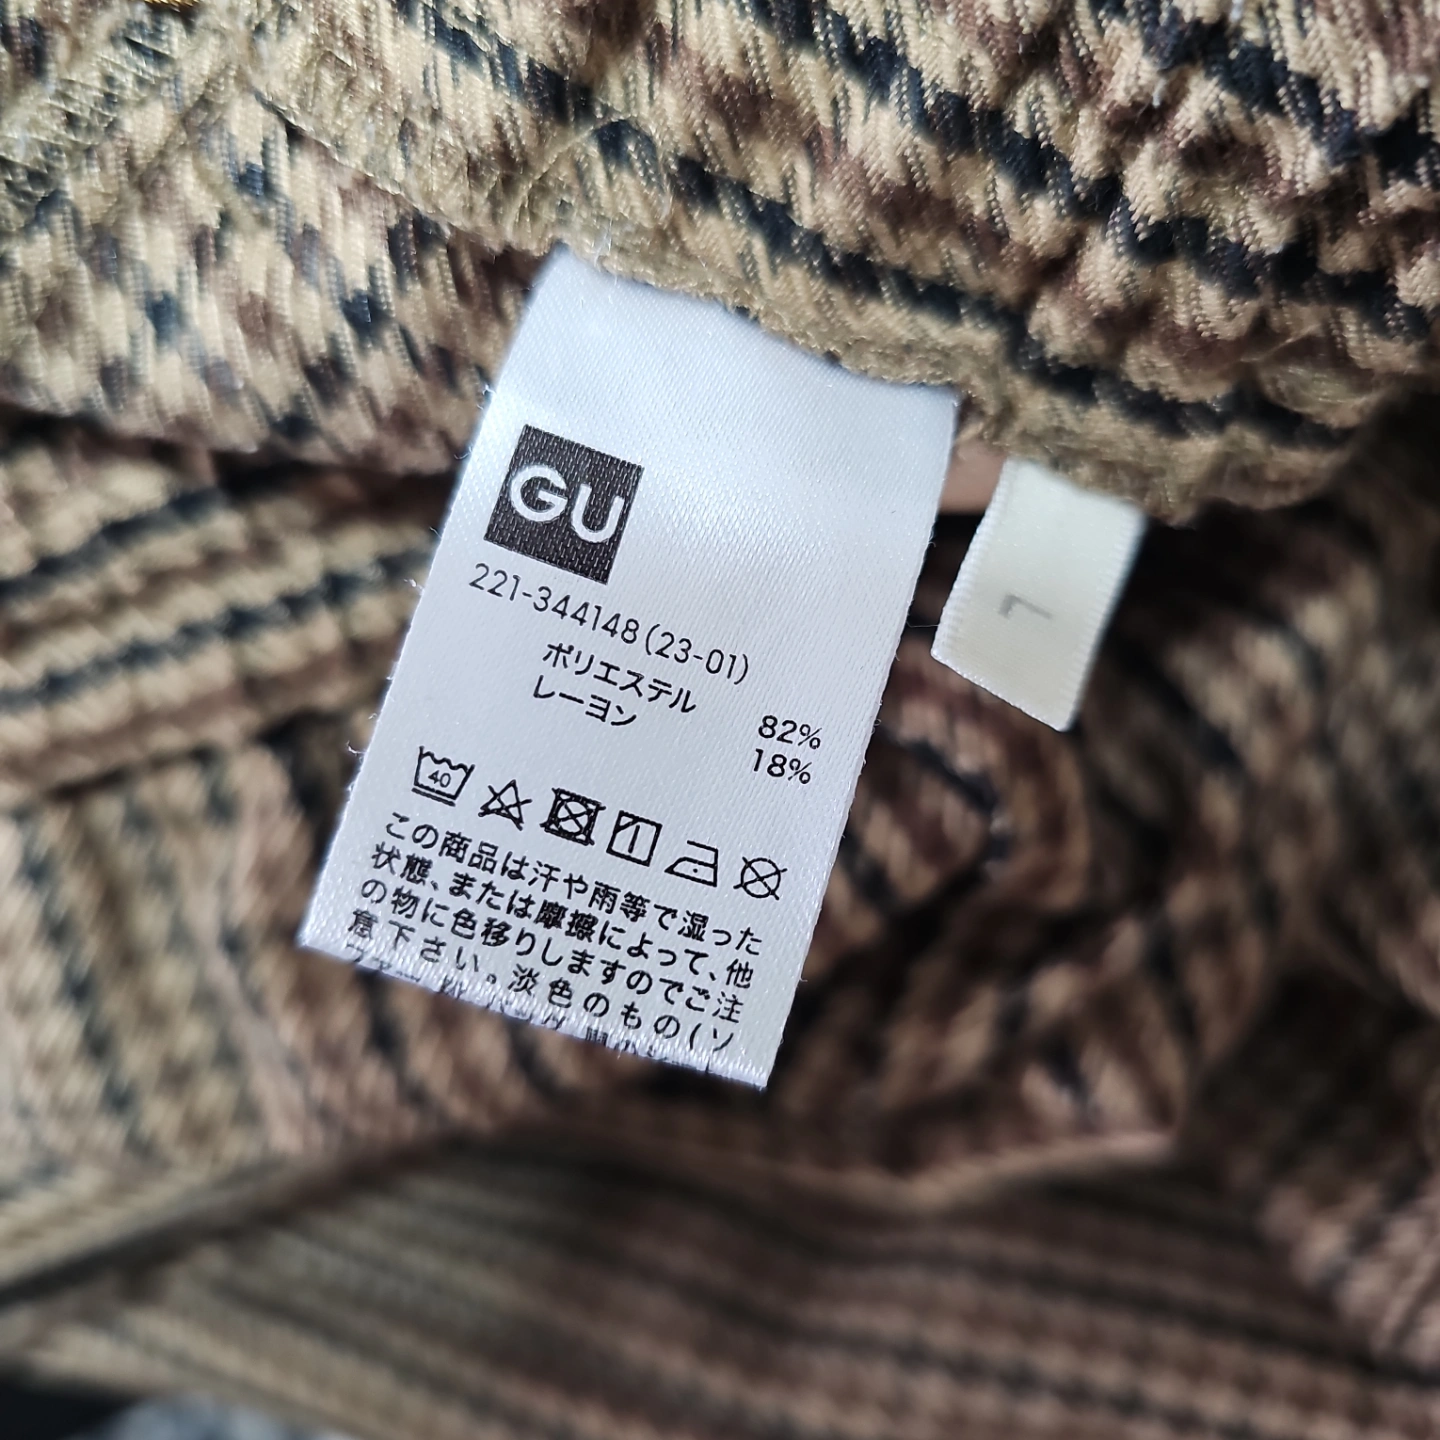 GU
221-344148(23-01)
ポリエステル 82%
レーヨン 18%
40
この商品は汗や雨等で湿った
状態、または摩擦によって、他
の物に色移りしますのでご注
意下さい。淡色のもの(ソ
L